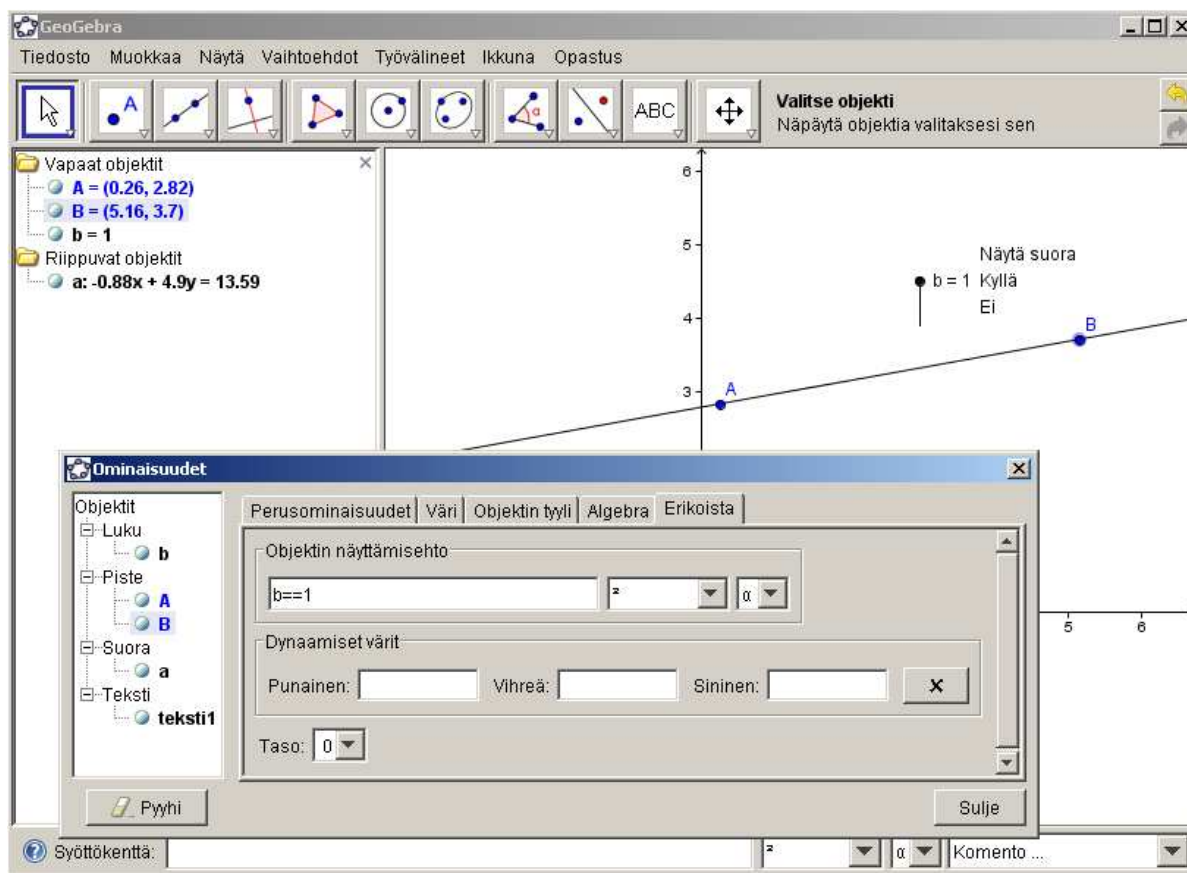 GeoGebra
Tiedosto Muokkaa Näytä Vaihtoehdot Työvälineet Ikkuna Opastus
A
α
ABC
Valitse objekti
Näpäytä objektia valitaksesi sen
Vapaat objektit
A = (0.26, 2.82)
B = (5.16, 3.7)
b = 1
Riippuvat objektit
a: -0.88x + 4.9y = 13.59
6
5
4
3
Näytä suora
b = 1 Kyllä
Ei
B
A
5 6
Ominaisuudet
Objektit
Luku
b
Piste
A
B
Suora
a
Teksti
teksti1
Perusominaisuudet Väri Objektin tyyli Algebra Erikoista
Objektin näyttämisehto
b==1 ² α
Dynaamiset värit
Punainen: Vihreä: Sininen: x
Taso: 0
Pyyhi Sulje
Syöttökenttä: ² α Komento ...